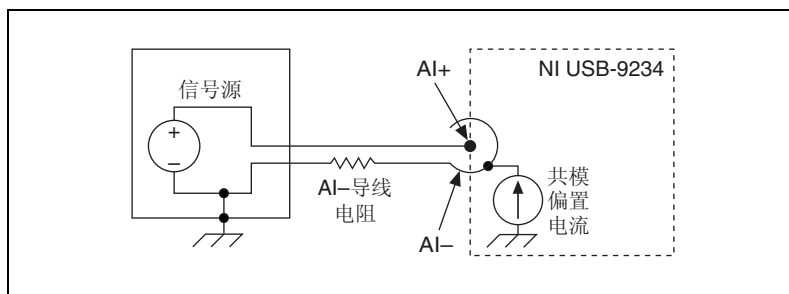 信号源
+
−
AI+
NI USB-9234
AI–导线
电阻
AI–
共模
偏置
电流